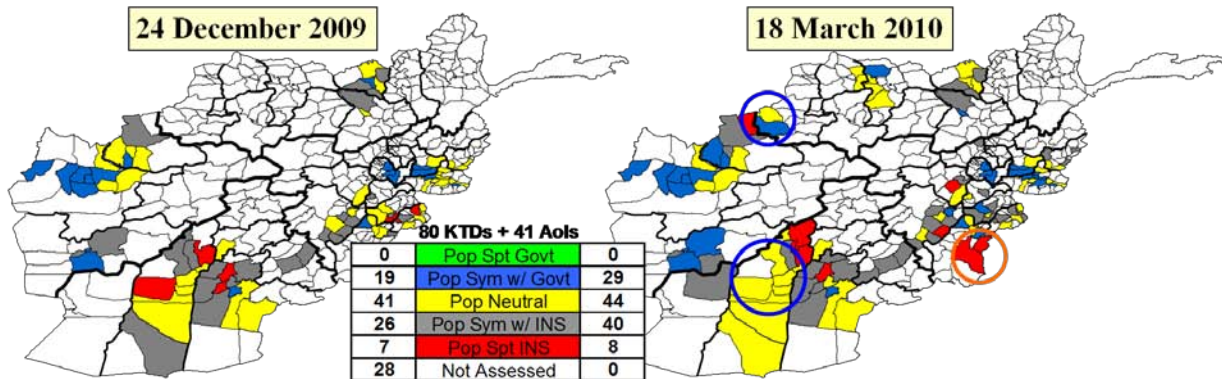 24 December 2009
18 March 2010
80 KTDs + 41 AoIs
0 Pop Spt Govt 0
19 Pop Sym w/ Govt 29
41 Pop Neutral 44
26 Pop Sym w/ INS 40
7 Pop Spt INS 8
28 Not Assessed 0